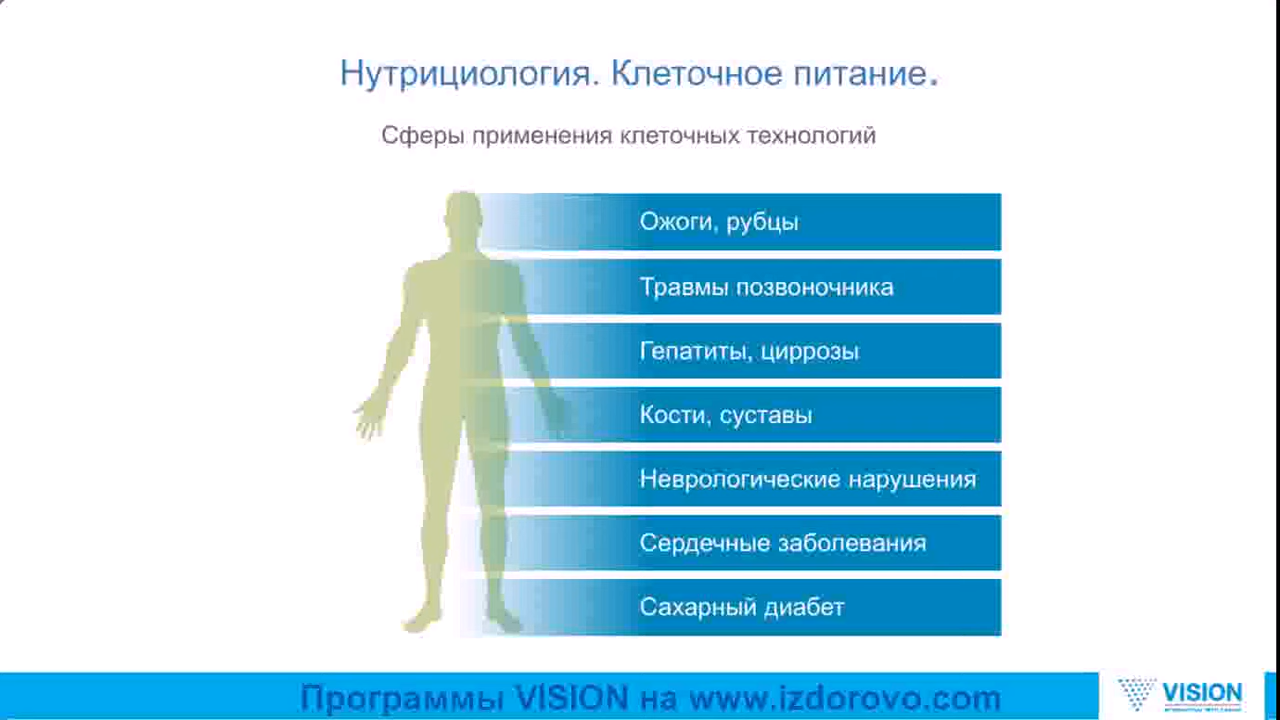 Нутрициология. Клеточное питание.
Сферы применения клеточных технологий
Ожоги, рубцы
Травмы позвоночника
Гепатиты, циррозы
Кости, суставы
Неврологические нарушения
Сердечные заболевания
Сахарный диабет
Программы VISION на www.izdorovo.com
VISION